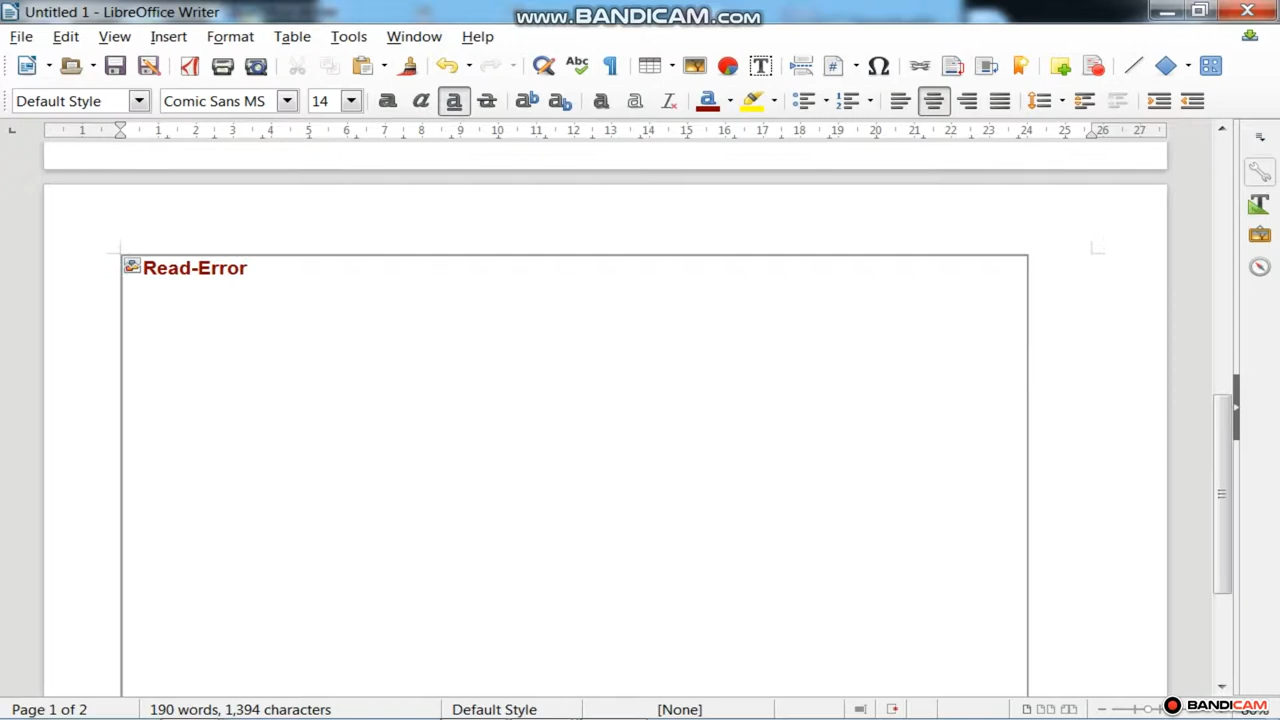 Untitled 1 - LibreOffice Writer
www.BANDICAM.com
File Edit View Insert Format Table Tools Window Help
Abc
Default Style Comic Sans MS 14
1 1 2 3 4 5 6 7 8 9 10 11 12 13 14 15 16 17 18 19 20 21 22 23 24 25 26 27
Read-Error
Page 1 of 2 190 words, 1,394 characters Default Style [None]
BANDICAM